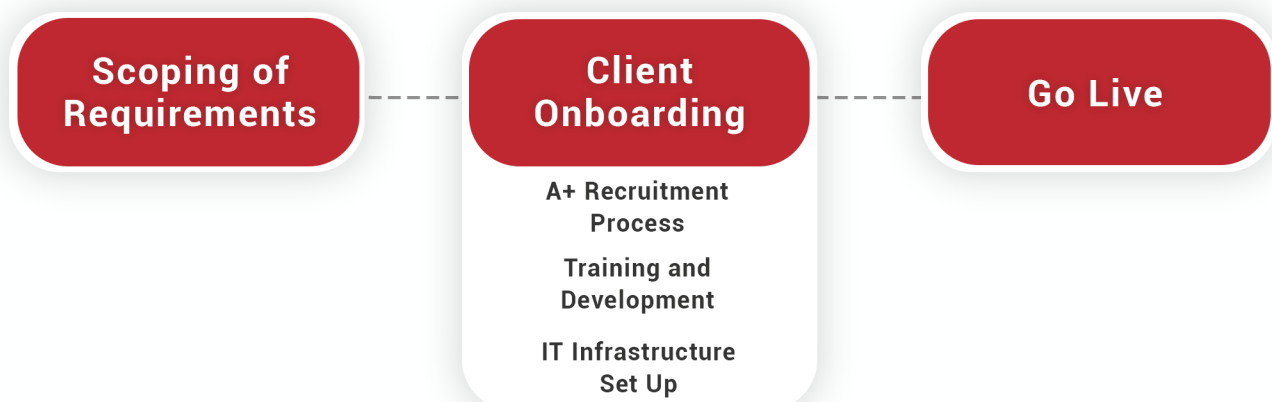 Scoping of
Requirements
Client
Onboarding
A+ Recruitment
Process
Training and
Development
IT Infrastructure
Set Up
Go Live